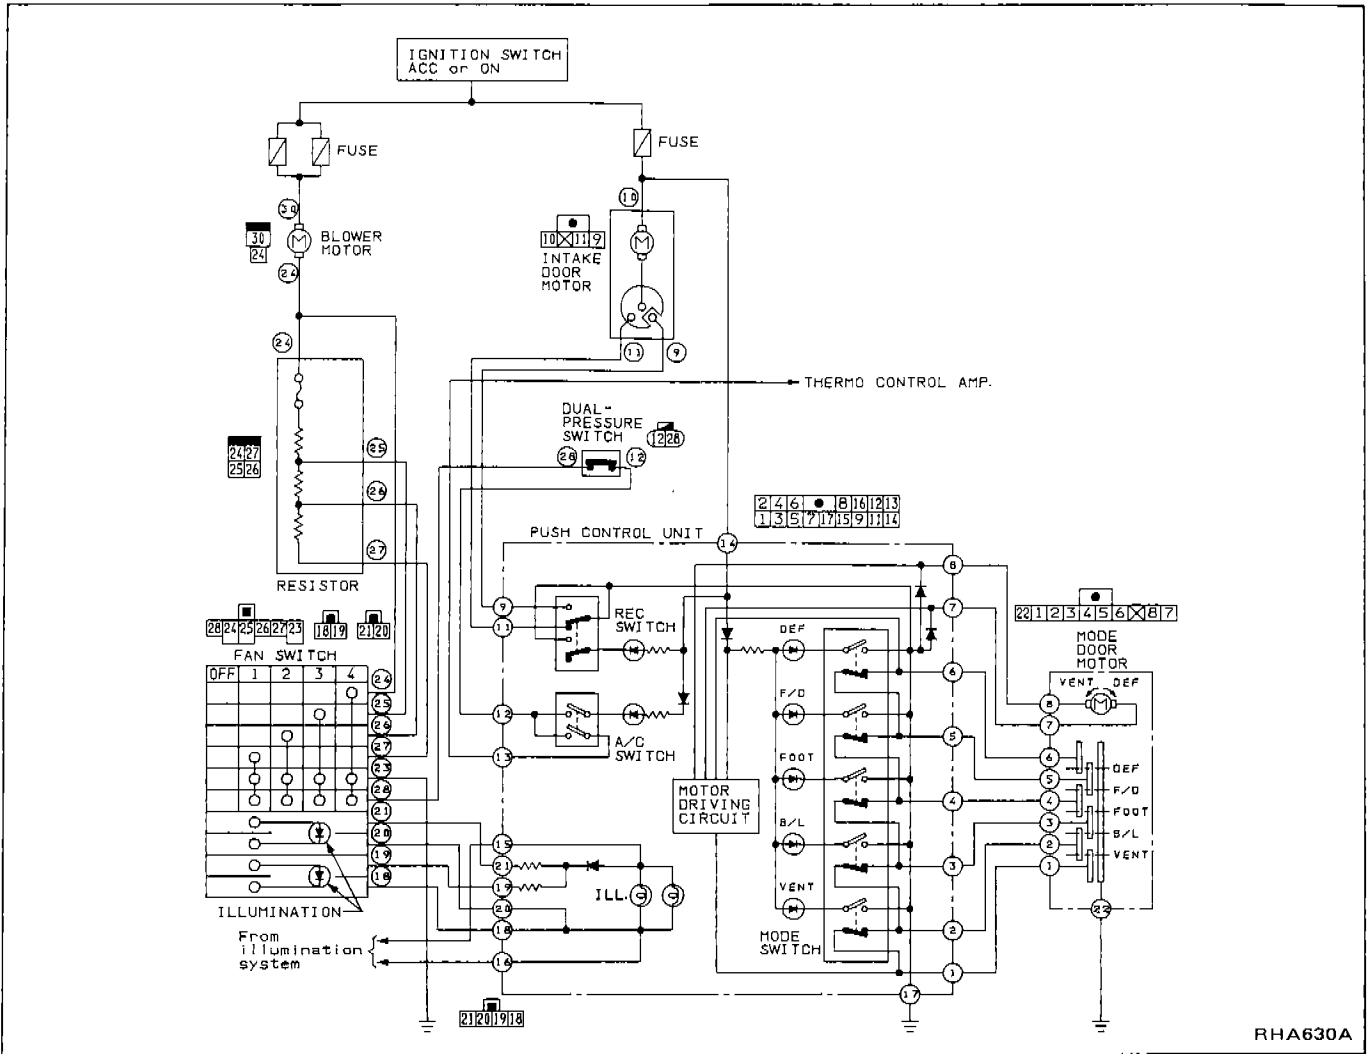 IGNITION SWITCH
ACC or ON
FUSE
FUSE
10
30
30
24
BLOWER
MOTOR
24
M
10 11 9
INTAKE
DOOR
MOTOR
M
24
11 9
THERMO CONTROL AMP.
DUAL-
PRESSURE
SWITCH
12 28
28 12
24 27
25 26
25
26
27
RESISTOR
2 4 6 8 16 12 13
1 3 5 7 17 15 9 11 14
PUSH CONTROL UNIT
14
8
7
9
11
REC
SWITCH
DEF
22 1 2 3 4 5 6 8 7
MODE
DOOR
MOTOR
VENT DEF
M
28 24 25 26 27 23
18 19
21 20
FAN SWITCH
OFF 1 2 3 4
24
25
26
27
23
28
21
20
19
18
6
12
13
A/C
SWITCH
F/D
5
FOOT
4
MOTOR
DRIVING
CIRCUIT
B/L
3
VENT
2
MODE
SWITCH
1
17
8
7
6
5
4
3
2
1
DEF
F/D
FOOT
B/L
VENT
22
15
21
19
20
18
16
ILL.
ILLUMINATION
From
illumination
system
21 20 19 18
RHA630A